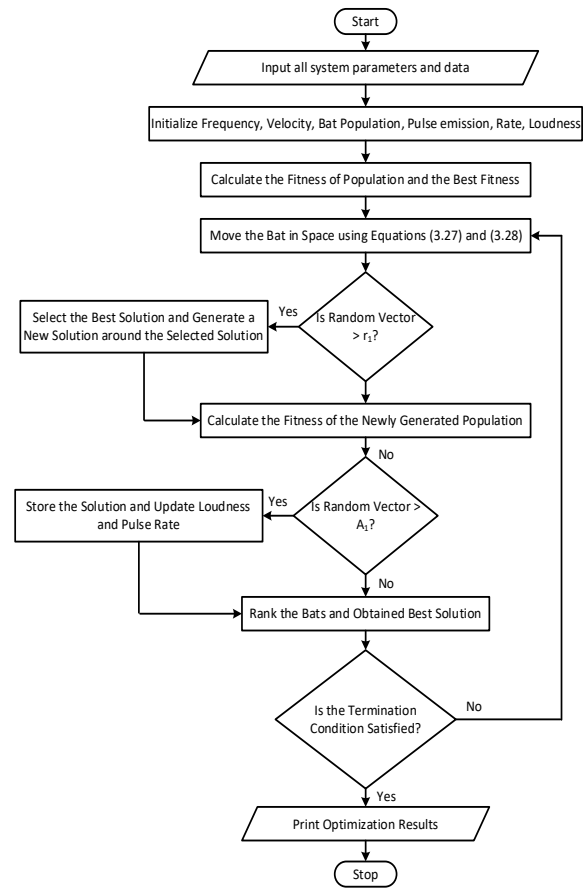 Start
Input all system parameters and data
Initialize Frequency, Velocity, Bat Population, Pulse emission, Rate, Loudness
Calculate the Fitness of Population and the Best Fitness
Move the Bat in Space using Equations (3.27) and (3.28)
Is Random Vector
> r₁?
Yes
Select the Best Solution and Generate a
New Solution around the Selected Solution
Calculate the Fitness of the Newly Generated Population
No
Is Random Vector >
A₁?
Yes
Store the Solution and Update Loudness
and Pulse Rate
No
Rank the Bats and Obtained Best Solution
Is the Termination
Condition Satisfied?
No
Yes
Print Optimization Results
Stop